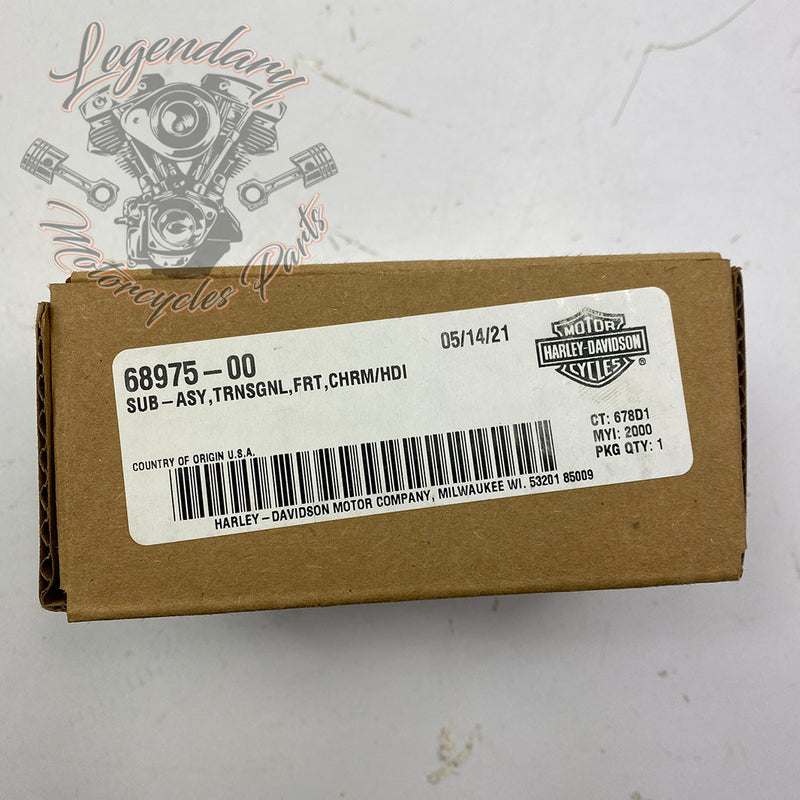 Legendary
Motorcycles Parts
68975-00
05/14/21
SUB-ASY,TRNSGNL,FRT,CHRM/HDI
MOTOR
HARLEY-DAVIDSON
CYCLES
®
COUNTRY OF ORIGIN U.S.A.
CT: 678D1
MYI: 2000
PKG QTY: 1
HARLEY-DAVIDSON MOTOR COMPANY, MILWAUKEE WI. 53201 85009